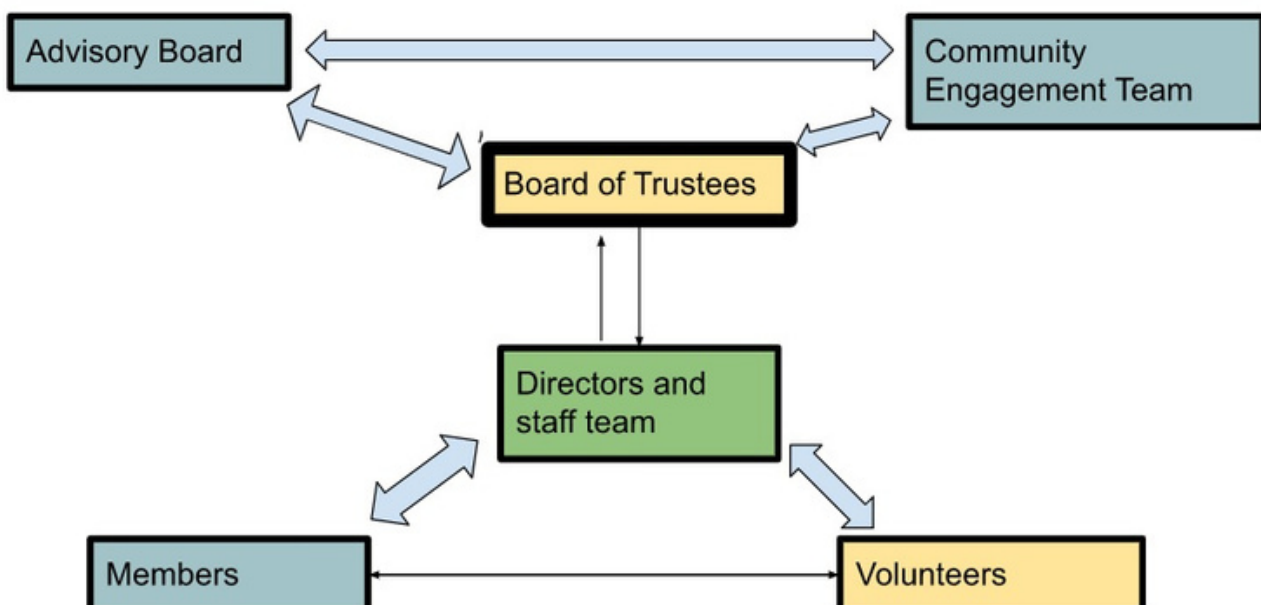 Advisory Board
Community
Engagement Team
Board of Trustees
Directors and
staff team
Members
Volunteers